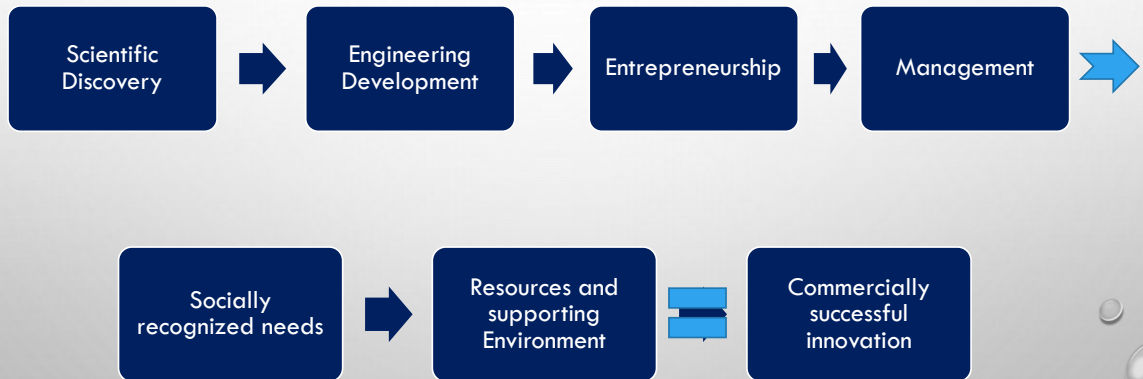 Scientific
Discovery
Engineering
Development
Entrepreneurship
Management
Socially
recognized needs
Resources and
supporting
Environment
Commercially
successful
innovation